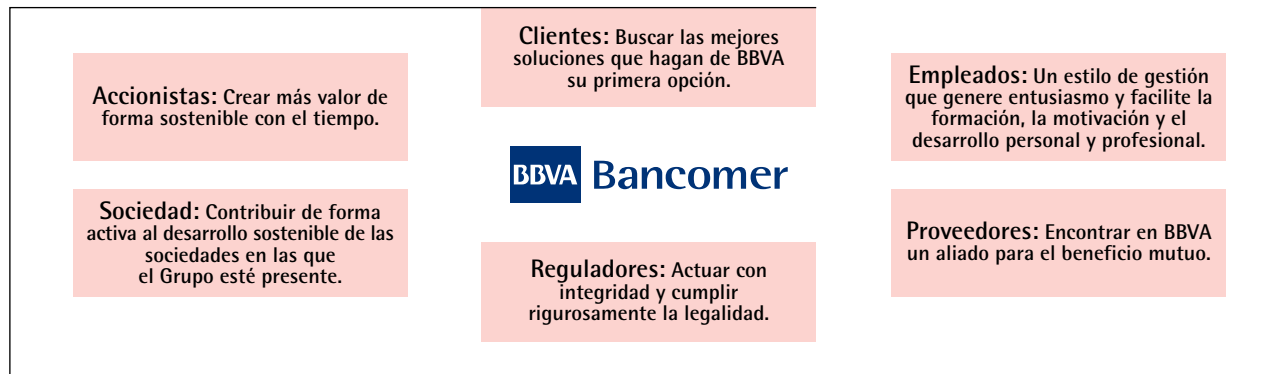 Accionistas: Crear más valor de
forma sostenible con el tiempo.
Sociedad: Contribuir de forma
activa al desarrollo sostenible de las
sociedades en las que
el Grupo esté presente.
Clientes: Buscar las mejores
soluciones que hagan de BBVA
su primera opción.
BBVA Bancomer
Reguladores: Actuar con
integridad y cumplir
rigurosamente la legalidad.
Empleados: Un estilo de gestión
que genere entusiasmo y facilite la
formación, la motivación y el
desarrollo personal y profesional.
Proveedores: Encontrar en BBVA
un aliado para el beneficio mutuo.